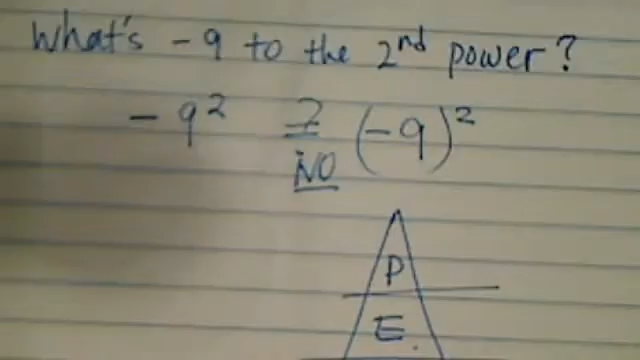 What's -9 to the 2nd power?
-9² ? (-9)²
NO
P
E